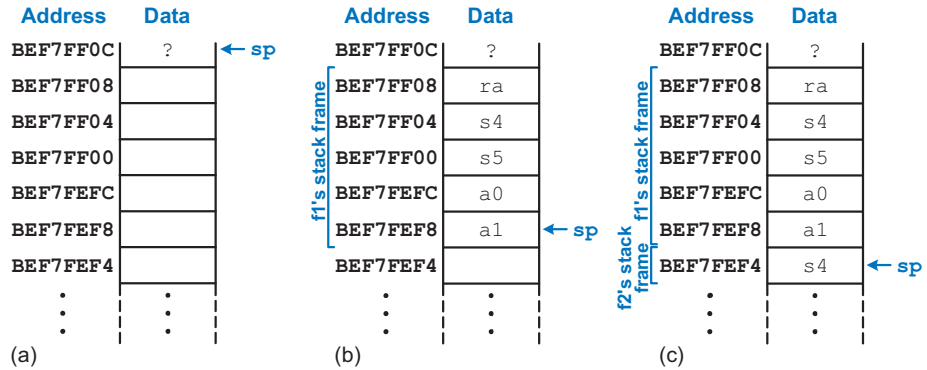 Address Data
BEF7FF0C ? sp
BEF7FF08
BEF7FF04
BEF7FF00
BEF7FEFC
BEF7FEF8
BEF7FEF4
(a)
Address Data
BEF7FF0C ?
BEF7FF08 ra
BEF7FF04 s4
BEF7FF00 s5
BEF7FEFC a0
BEF7FEF8 a1 sp
BEF7FEF4
f1's stack frame
(b)
Address Data
BEF7FF0C ?
BEF7FF08 ra
BEF7FF04 s4
BEF7FF00 s5
BEF7FEFC a0
BEF7FEF8 a1
BEF7FEF4 s4 sp
f1's stack frame
f2's stack
frame
(c)